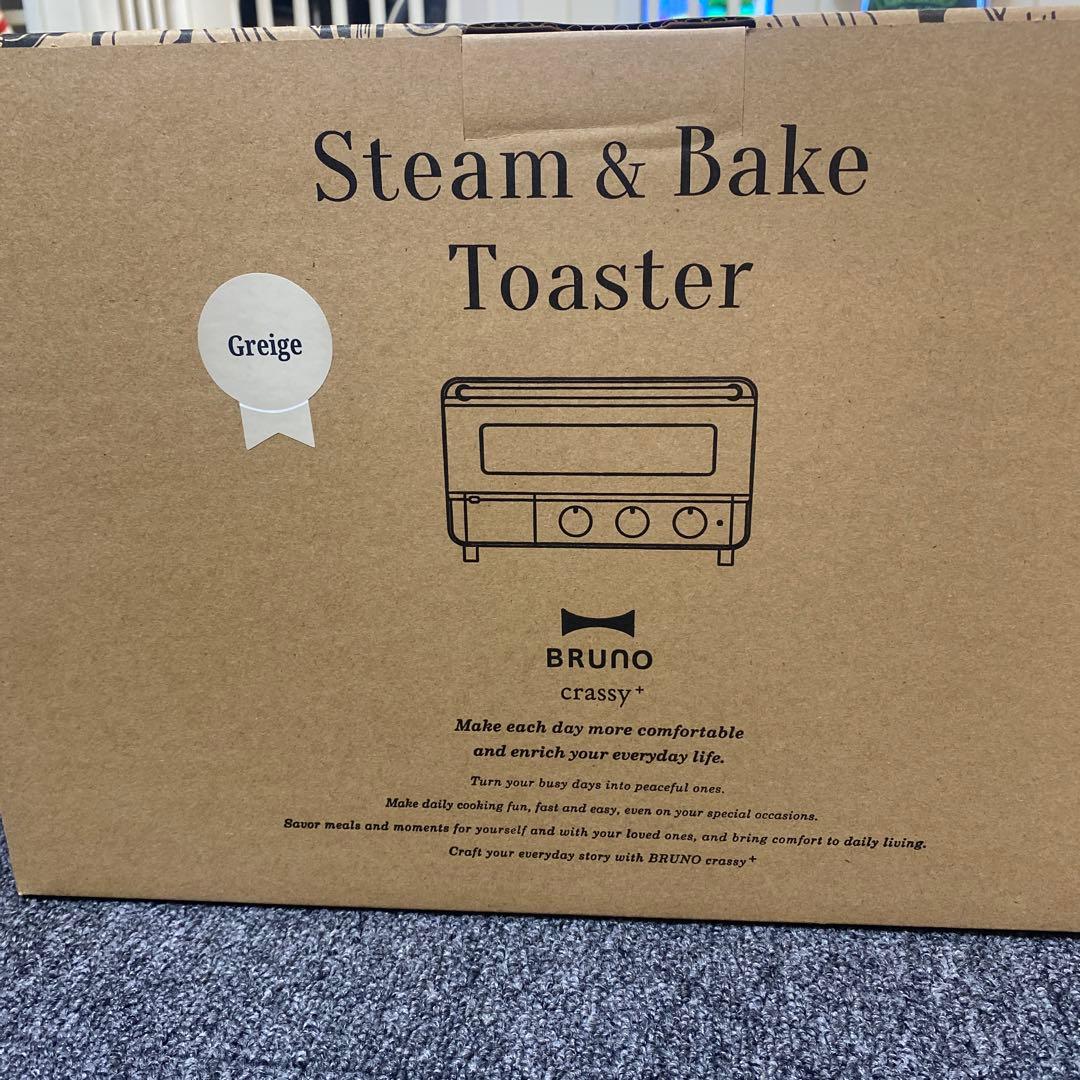 Steam & Bake
Toaster
Greige
BRUNO
crassy+
Make each day more comfortable
and enrich your everyday life.
Turn your busy days into peaceful ones.
Make daily cooking fun, fast and easy, even on your special occasions.
Savor meals and moments for yourself and with your loved ones, and bring comfort to daily living.
Craft your everyday story with BRUNO crassy+